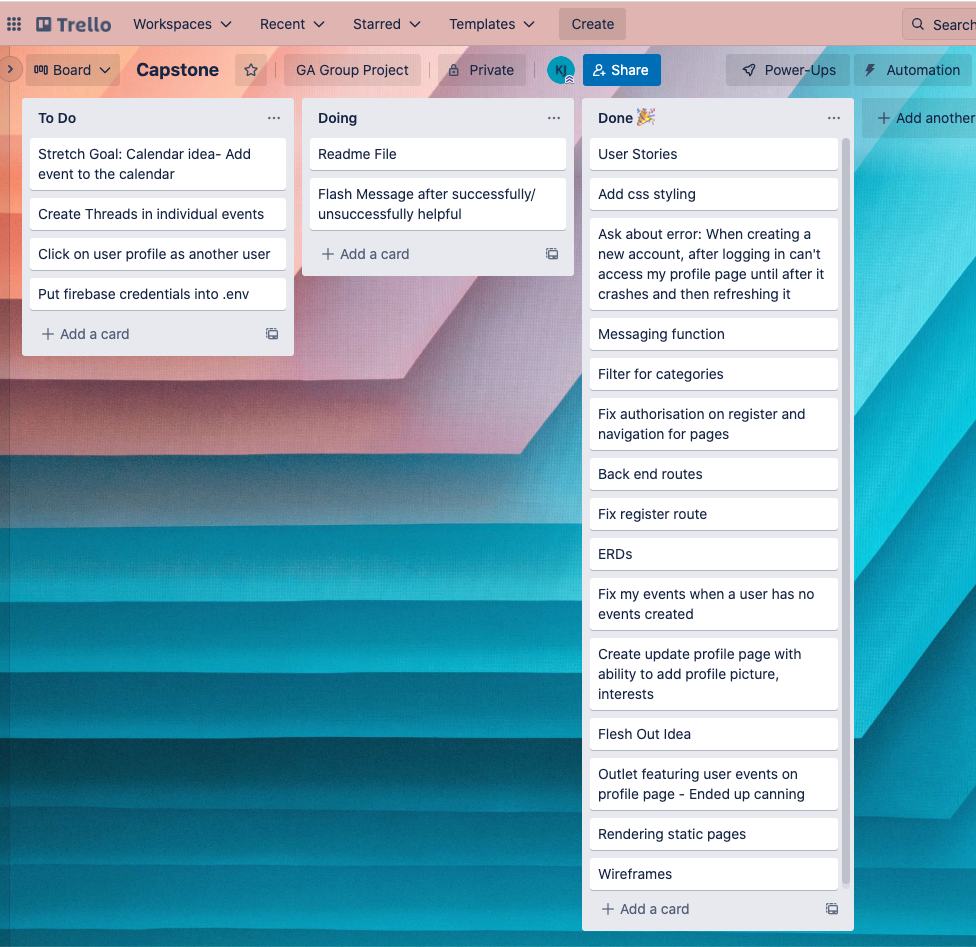 Trello Workspaces Recent Starred Templates Create Search
Board Capstone GA Group Project Private KJ Share Power-Ups Automation
To Do
Stretch Goal: Calendar idea- Add
event to the calendar
Create Threads in individual events
Click on user profile as another user
Put firebase credentials into .env
+ Add a card
Doing
Readme File
Flash Message after successfully/
unsuccessfully helpful
+ Add a card
Done 🎉
User Stories
Add css styling
Ask about error: When creating a
new account, after logging in can't
access my profile page until after it
crashes and then refreshing it
Messaging function
Filter for categories
Fix authorisation on register and
navigation for pages
Back end routes
Fix register route
ERDs
Fix my events when a user has no
events created
Create update profile page with
ability to add profile picture,
interests
Flesh Out Idea
Outlet featuring user events on
profile page - Ended up canning
Rendering static pages
Wireframes
+ Add a card
+ Add another